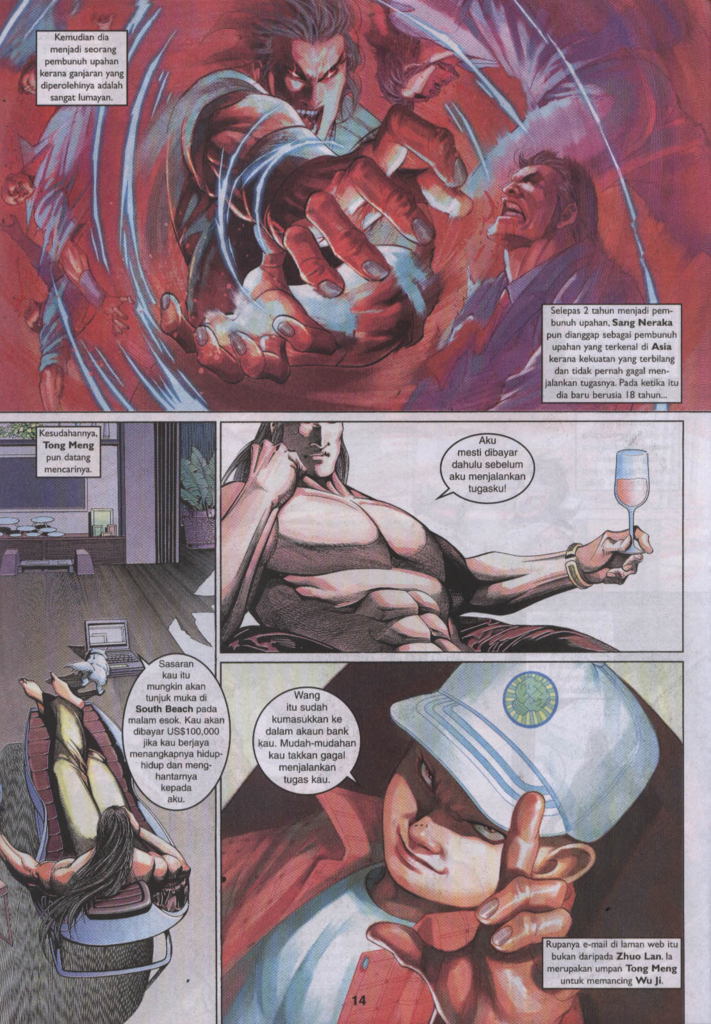 Kemudian dia
menjadi seorang
pembunuh upahan
kerana ganjaran yang
diperolehinya adalah
sangat lumayan.
Selepas 2 tahun menjadi pem-
bunuh upahan, Sang Neraka
pun dianggap sebagai pembunuh
upahan yang terkenal di Asia
kerana kekuatan yang terbilang
dan tidak pernah gagal men-
jalankan tugasnya. Pada ketika itu
dia baru berusia 18 tahun...
Kesudahannya,
Tong Meng
pun datang
mencarinya.
Aku
mesti dibayar
dahulu sebelum
aku menjalankan
tugasku!
Sasaran
kau itu
mungkin akan
tunjuk muka di
South Beach pada
malam esok. Kau akan
dibayar US$100,000
jika kau berjaya
menangkapnya hidup-
hidup dan meng-
hantarnya
kepada
aku.
Wang
itu sudah
kumasukkan ke
dalam akaun bank
kau. Mudah-mudahan
kau takkan gagal
menjalankan
tugas kau.
Rupanya e-mail di laman web itu
bukan daripada Zhuo Lan. Ia
merupakan umpan Tong Meng
untuk memancing Wu Ji.
14